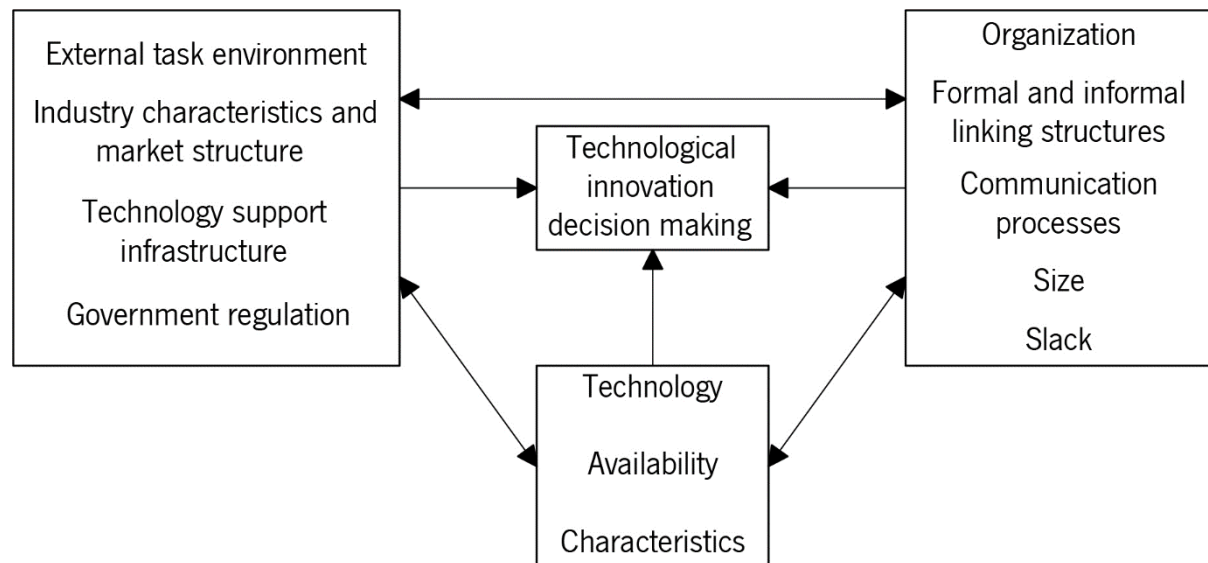 External task environment
Industry characteristics and
market structure
Technology support
infrastructure
Government regulation
Technological
innovation
decision making
Organization
Formal and informal
linking structures
Communication
processes
Size
Slack
Technology
Availability
Characteristics